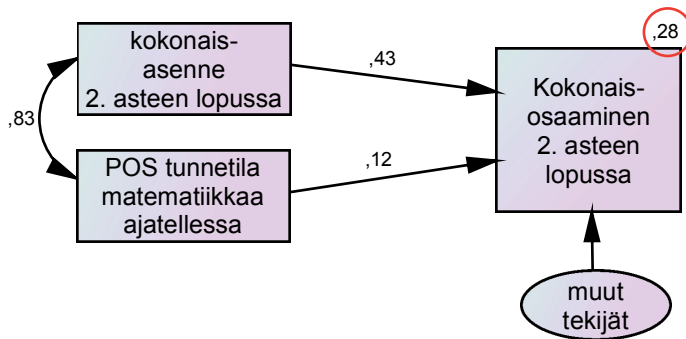 kokonais-
asenne
2. asteen lopussa
,83
POS tunnetila
matematiikkaa
ajatellessa
,43
,12
,28
Kokonais-
osaaminen
2. asteen
lopussa
muut
tekijät